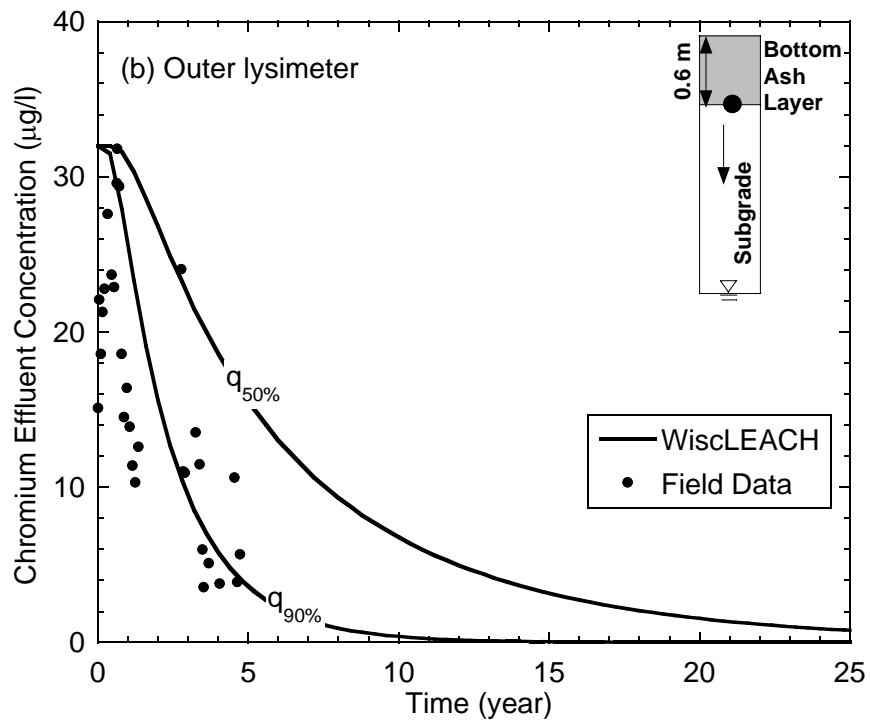 (b) Outer lysimeter
Chromium Effluent Concentration (µg/l)
40
30
20
10
0
0
5
10
15
20
25
Time (year)
q50%
q90%
0.6 m
Bottom
Ash
Layer
Subgrade
WiscLEACH
Field Data